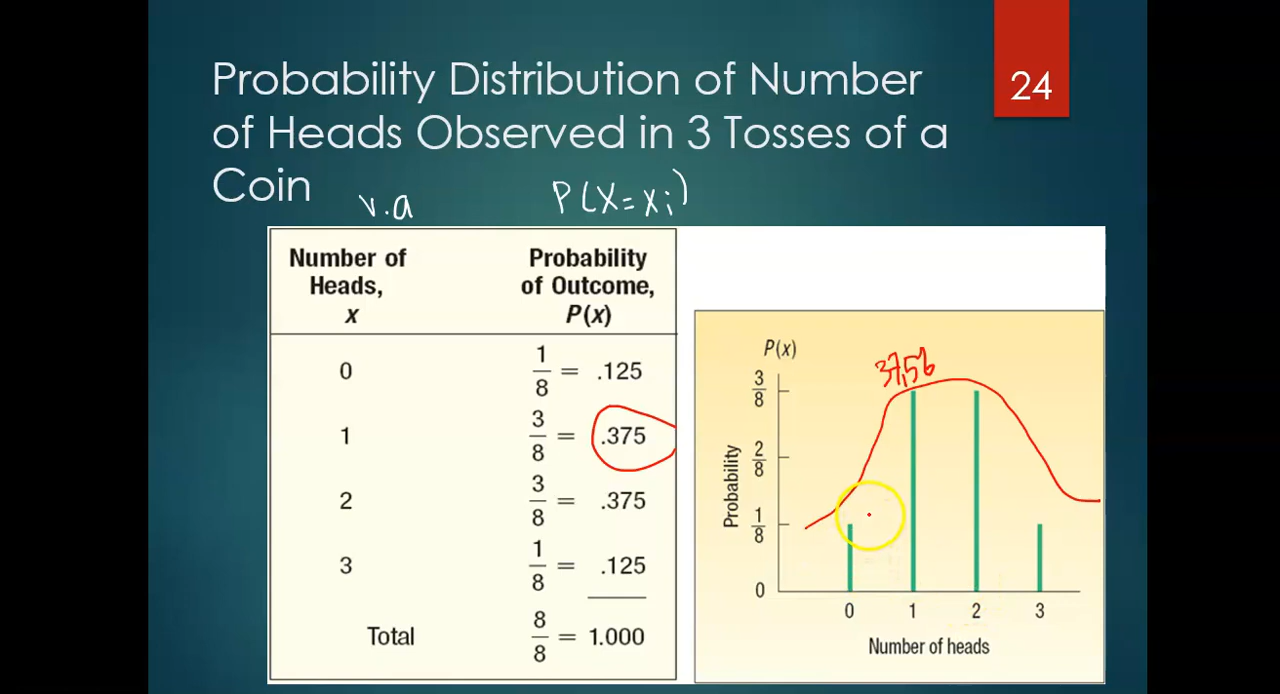 Probability Distribution of Number
of Heads Observed in 3 Tosses of a
Coin
24
v.a
P(X=xi)
Number of
Heads,
x
Probability
of Outcome,
P(x)
0 1/8 = .125
1 3/8 = .375
2 3/8 = .375
3 1/8 = .125
Total 8/8 = 1.000
P(x)
3/8
2/8
1/8
0
Probability
0 1 2 3
Number of heads